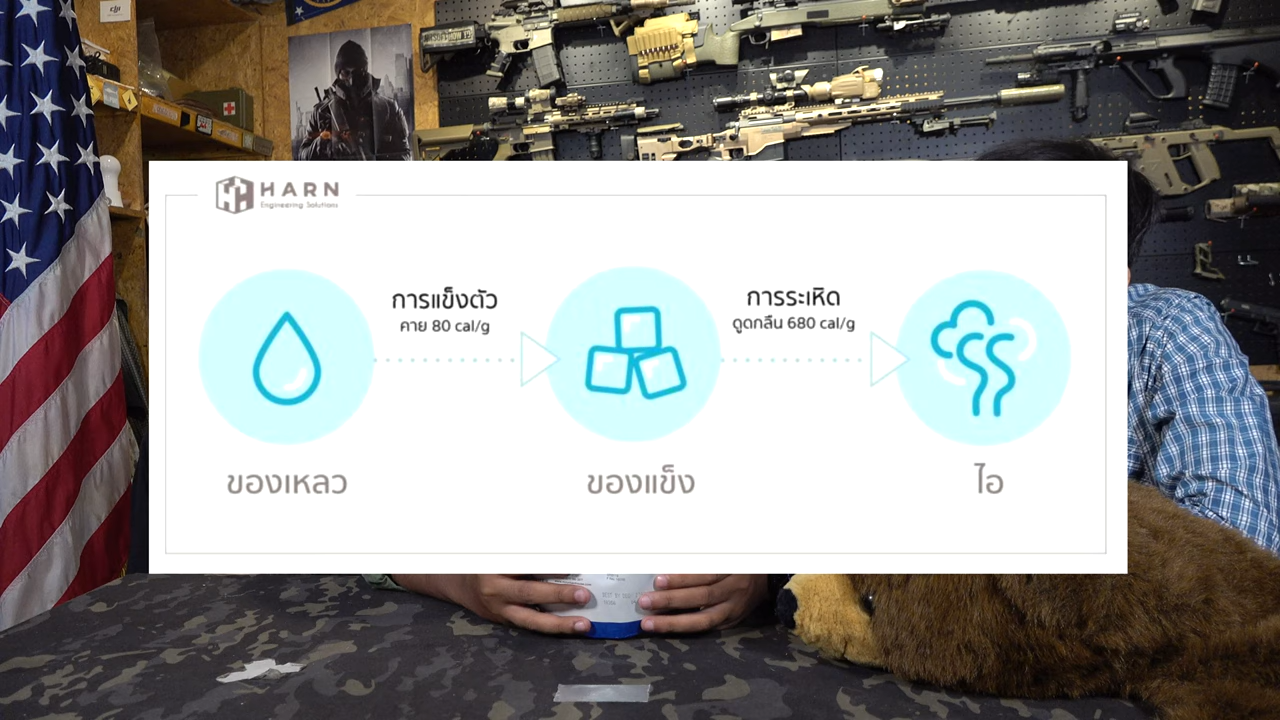 HARN
Engineering Solutions
การแข็งตัว
คาย 80 cal/g
การระเหิด
ดูดกลืน 680 cal/g
ของเหลว
ของแข็ง
ไอ
dji